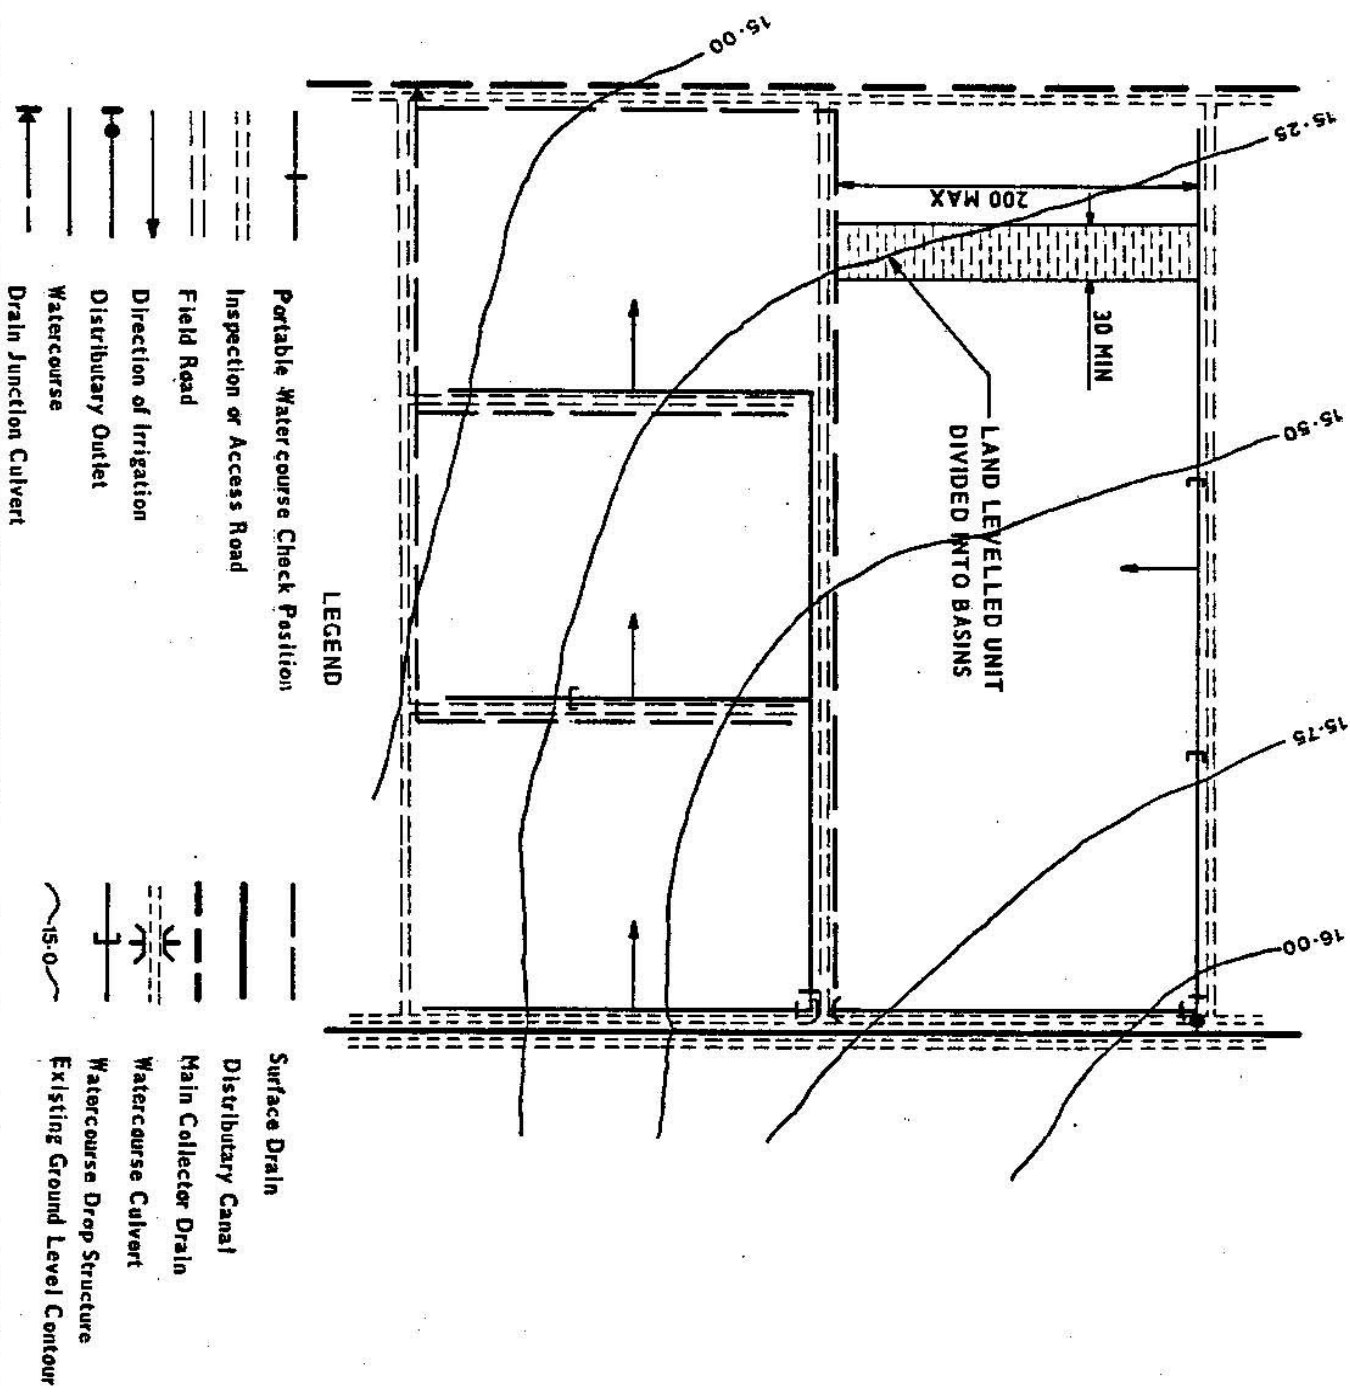 15·00
15·25
15·50
15·75
16·00
200 MAX
30 MIN
LAND LEVELLED UNIT
DIVIDED INTO BASINS
LEGEND
Portable Watercourse Check Position
Inspection or Access Road
Field Road
Direction of Irrigation
Distributary Outlet
Watercourse
Drain Junction Culvert
Surface Drain
Distributary Canal
Main Collector Drain
Watercourse Culvert
Watercourse Drop Structure
15·0
Existing Ground Level Contour